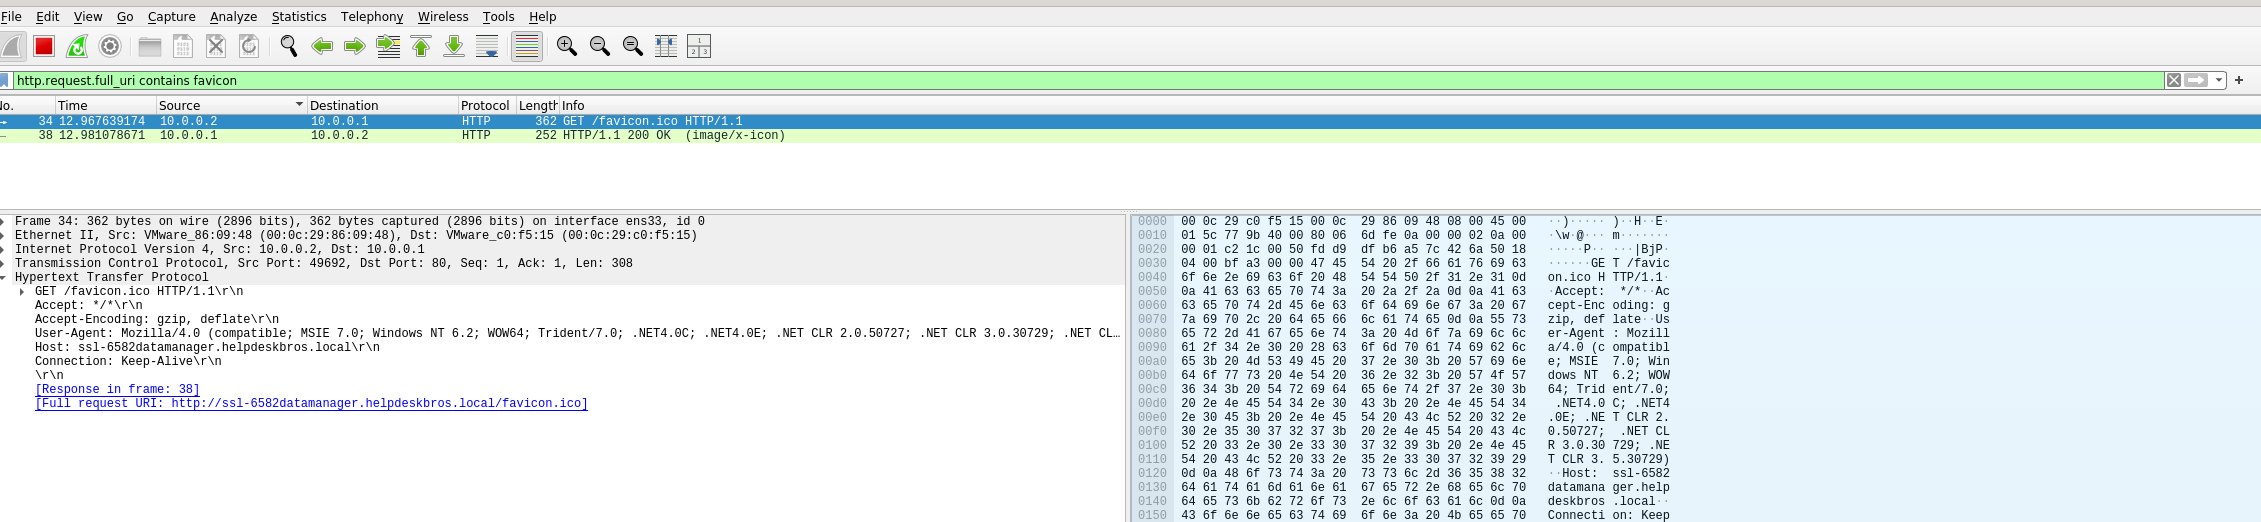 File Edit View Go Capture Analyze Statistics Telephony Wireless Tools Help
http.request.full_uri contains favicon
No. Time Source Destination Protocol Length Info
34 12.967639174 10.0.0.2 10.0.0.1 HTTP 362 GET /favicon.ico HTTP/1.1
38 12.981078671 10.0.0.1 10.0.0.2 HTTP 252 HTTP/1.1 200 OK (image/x-icon)
Frame 34: 362 bytes on wire (2896 bits), 362 bytes captured (2896 bits) on interface ens33, id 0
Ethernet II, Src: VMware_86:09:48 (00:0c:29:86:09:48), Dst: VMware_c0:f5:15 (00:0c:29:c0:f5:15)
Internet Protocol Version 4, Src: 10.0.0.2, Dst: 10.0.0.1
Transmission Control Protocol, Src Port: 49692, Dst Port: 80, Seq: 1, Ack: 1, Len: 308
Hypertext Transfer Protocol
GET /favicon.ico HTTP/1.1\r\n
Accept: */*\r\n
Accept-Encoding: gzip, deflate\r\n
User-Agent: Mozilla/4.0 (compatible; MSIE 7.0; Windows NT 6.2; WOW64; Trident/7.0; .NET4.0C; .NET4.0E; .NET CLR 2.0.50727; .NET CLR 3.0.30729; .NET CL…
Host: ssl-6582datamanager.helpdeskbros.local\r\n
Connection: Keep-Alive\r\n
\r\n
[Response in frame: 38]
[Full request URI: http://ssl-6582datamanager.helpdeskbros.local/favicon.ico]
0000 00 0c 29 c0 f5 15 00 0c 29 86 09 48 08 00 45 00 ··)····· )··H··E·
0010 01 5c 77 9b 40 00 80 06 6d fe 0a 00 00 02 0a 00 ·\w·@··· m·······
0020 00 01 c2 1c 00 50 fd d9 df b6 a5 7c 42 6a 50 18 ·····P·· ···|BjP·
0030 04 00 bf a3 00 00 47 45 54 20 2f 66 61 76 69 63 ······GE T /favic
0040 6f 6e 2e 69 63 6f 20 48 54 54 50 2f 31 2e 31 0d on.ico H TTP/1.1·
0050 0a 41 63 63 65 70 74 3a 20 2a 2f 2a 0d 0a 41 63 ·Accept: */*··Ac
0060 63 65 70 74 2d 45 6e 63 6f 64 69 6e 67 3a 20 67 cept-Enc oding: g
0070 7a 69 70 2c 20 64 65 66 6c 61 74 65 0d 0a 55 73 zip, def late··Us
0080 65 72 2d 41 67 65 6e 74 3a 20 4d 6f 7a 69 6c 6c er-Agent : Mozill
0090 61 2f 34 2e 30 20 28 63 6f 6d 70 61 74 69 62 6c a/4.0 (c ompatibl
00a0 65 3b 20 4d 53 49 45 20 37 2e 30 3b 20 57 69 6e e; MSIE 7.0; Win
00b0 64 6f 77 73 20 4e 54 20 36 2e 32 3b 20 57 4f 57 dows NT 6.2; WOW
00c0 36 34 3b 20 54 72 69 64 65 6e 74 2f 37 2e 30 3b 64; Trid ent/7.0;
00d0 20 2e 4e 45 54 34 2e 30 43 3b 20 2e 4e 45 54 34 .NET4.0 C; .NET4
00e0 2e 30 45 3b 20 2e 4e 45 54 20 43 4c 52 20 32 2e .0E; .NE T CLR 2.
00f0 30 2e 35 30 37 32 37 3b 20 2e 4e 45 54 20 43 4c 0.50727; .NET CL
0100 52 20 33 2e 30 2e 33 30 37 32 39 3b 20 2e 4e 45 R 3.0.30 729; .NE
0110 54 20 43 4c 52 20 33 2e 35 2e 33 30 37 32 39 29 T CLR 3. 5.30729)
0120 0d 0a 48 6f 73 74 3a 20 73 73 6c 2d 36 35 38 32 ··Host: ssl-6582
0130 64 61 74 61 6d 61 6e 61 67 65 72 2e 68 65 6c 70 datamana ger.help
0140 64 65 73 6b 62 72 6f 73 2e 6c 6f 63 61 6c 0d 0a deskbros .local··
0150 43 6f 6e 6e 65 63 74 69 6f 6e 3a 20 4b 65 65 70 Connecti on: Keep